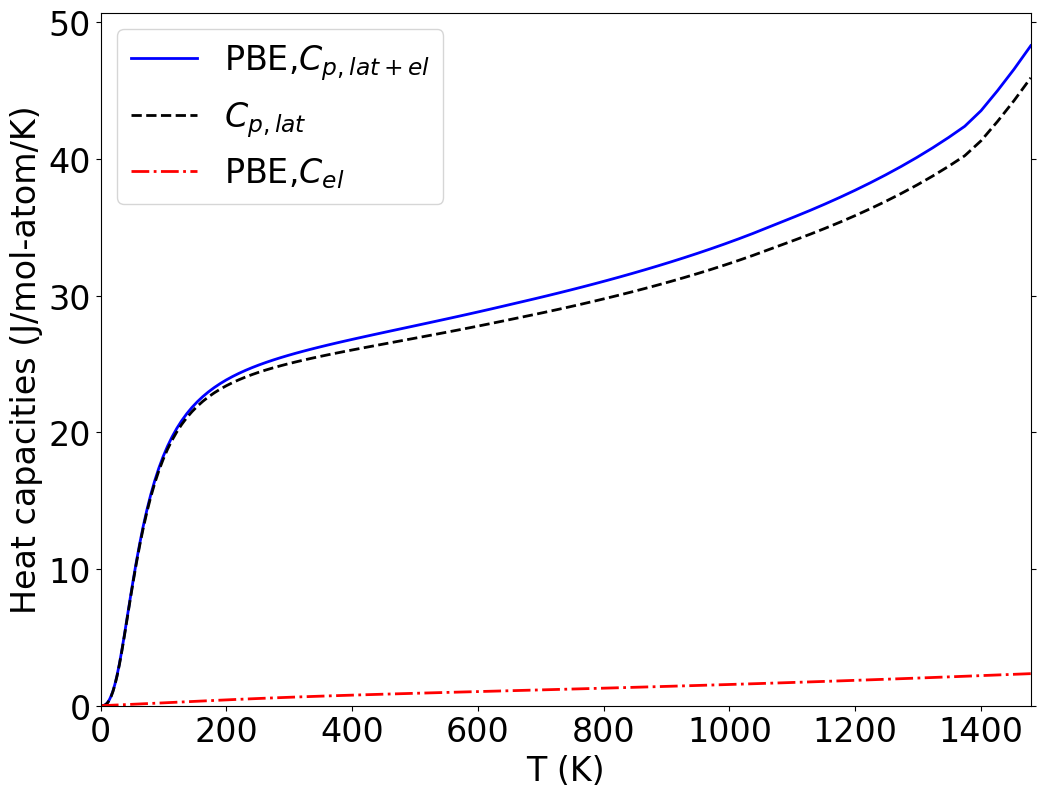 PBE,C_{p, lat+el}
C_{p, lat}
PBE,C_{el}
Heat capacities (J/mol-atom/K)
50
40
30
20
10
0
0 200 400 600 800 1000 1200 1400
T (K)